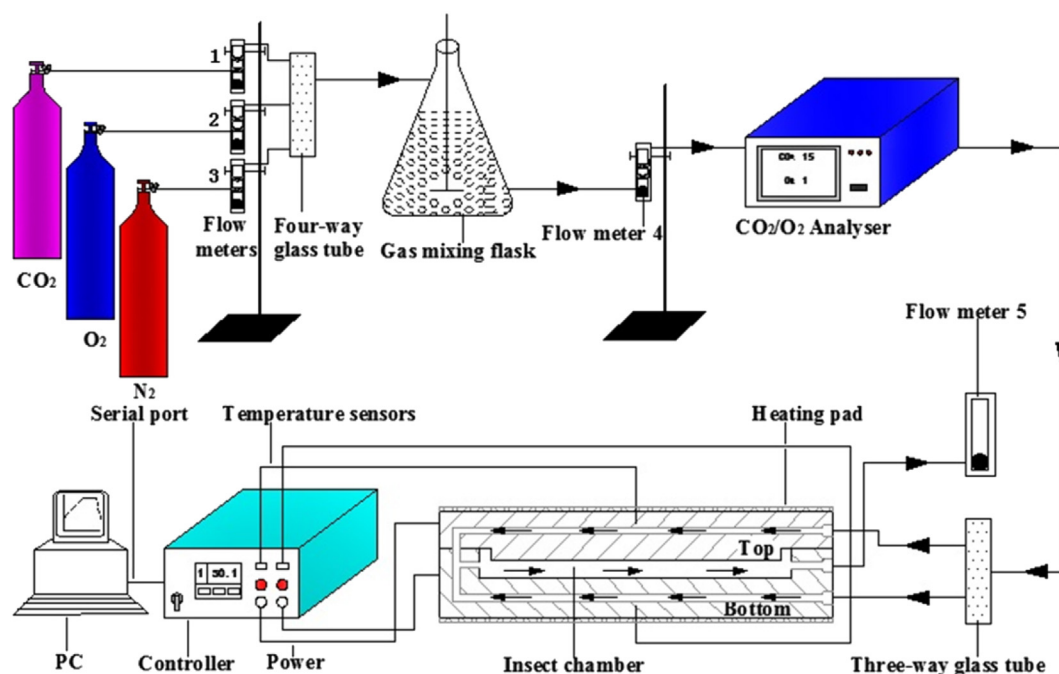 1
2
3
CO2
O2
N2
Flow
meters
Four-way
glass tube
Gas mixing flask
Flow meter 4
CO2 15
O2 1
CO2/O2 Analyser
Flow meter 5
Serial port
Temperature sensors
Heating pad
1 50.1
Top
Bottom
PC
Controller
Power
Insect chamber
Three-way glass tube